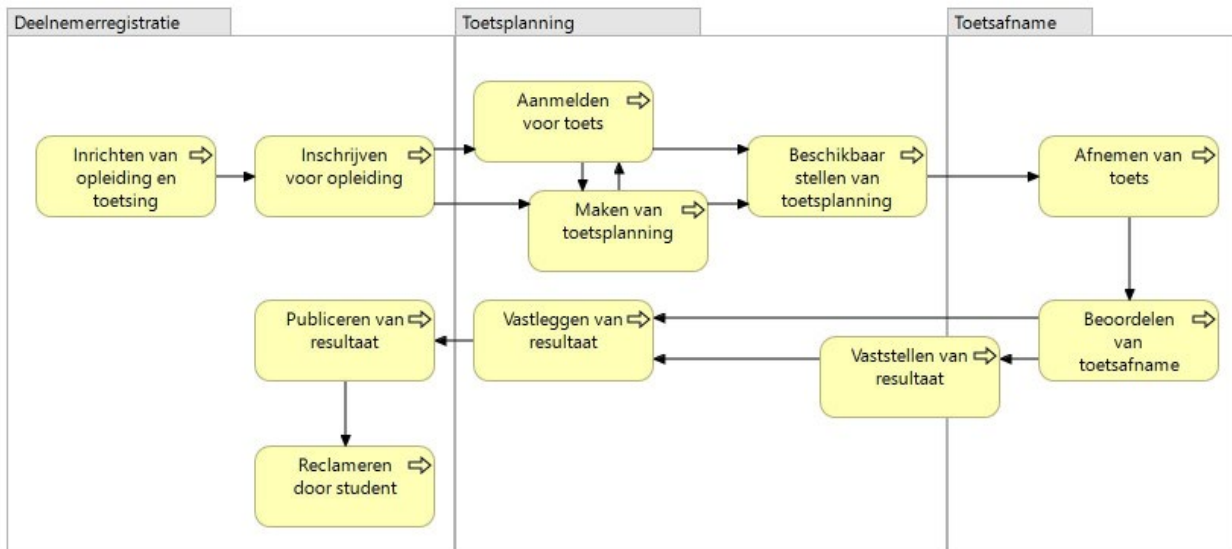 Deelnemerregistratie
Toetsplanning
Toetsafname
Aanmelden
voor toets
Inrichten van
opleiding en
toetsing
Inschrijven
voor opleiding
Maken van
toetsplanning
Beschikbaar
stellen van
toetsplanning
Afnemen van
toets
Publiceren van
resultaat
Vastleggen van
resultaat
Vaststellen van
resultaat
Beoordelen
van
toetsafname
Reclameren
door student